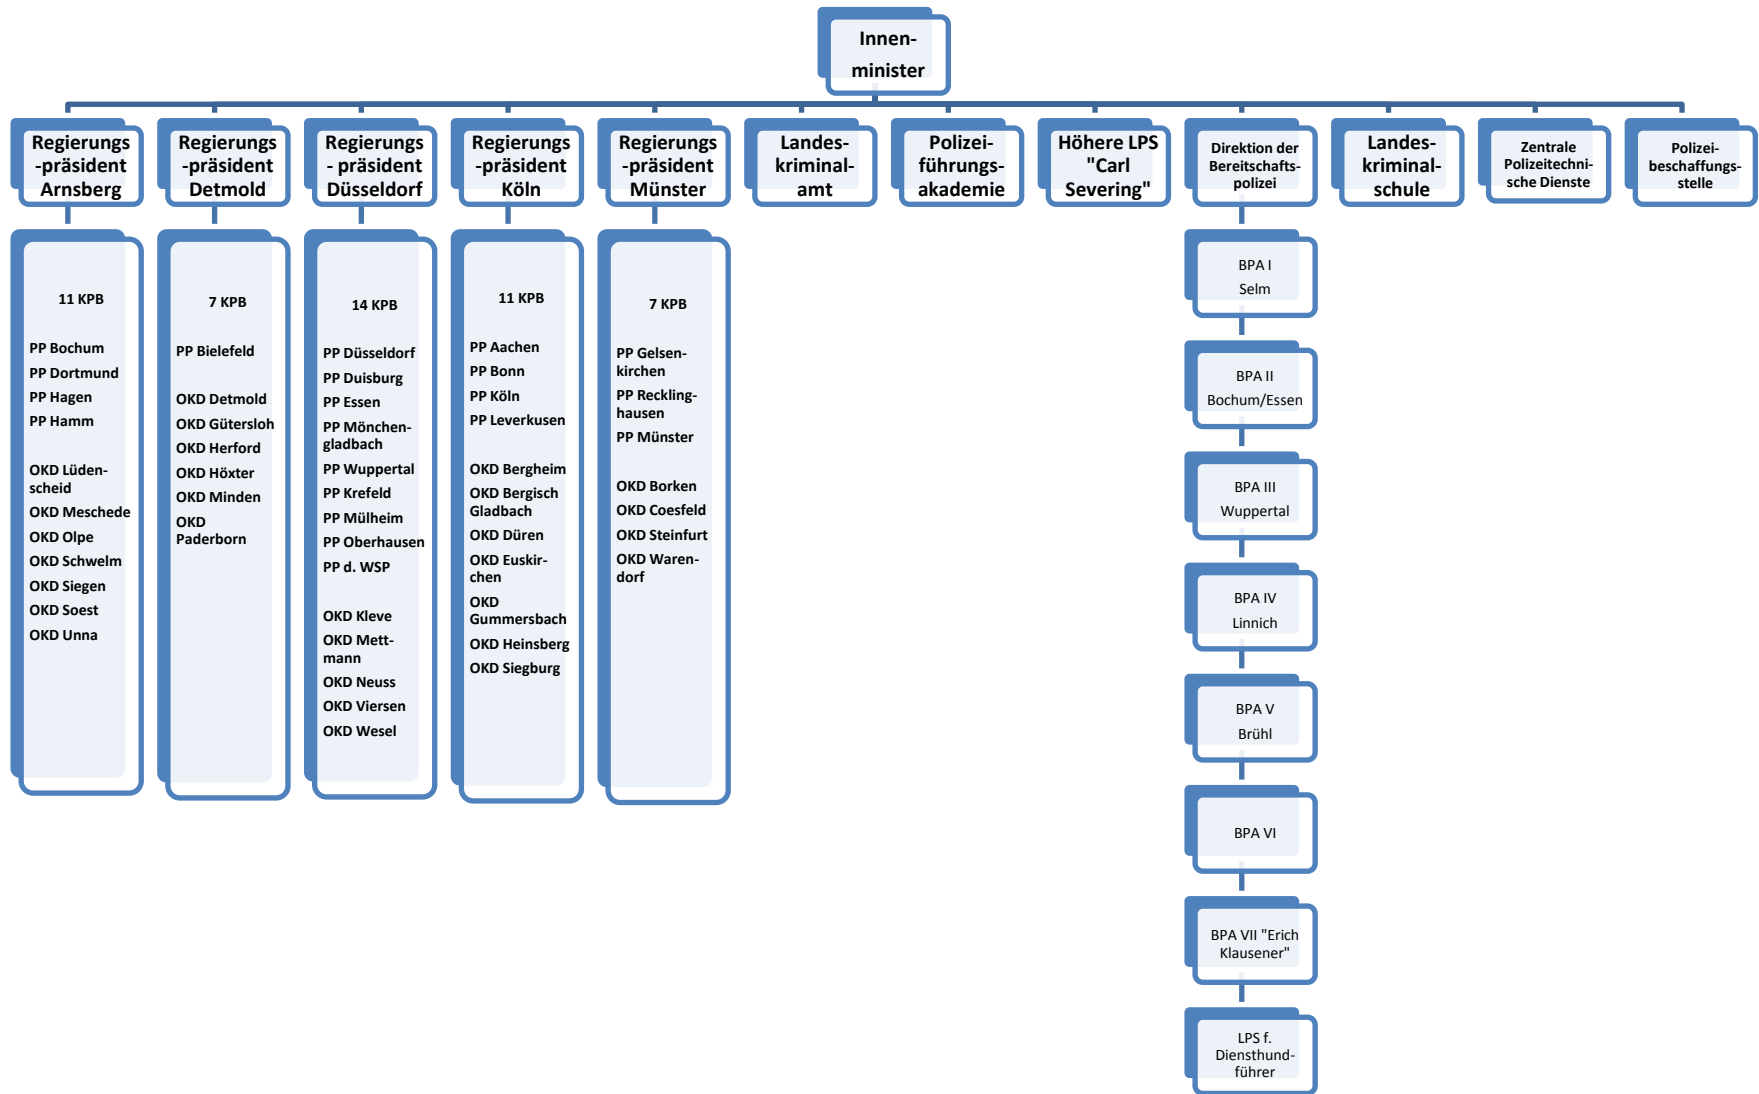 Innen-
minister
Regierungs
-präsident
Arnsberg
Regierungs
-präsident
Detmold
Regierungs
- präsident
Düsseldorf
Regierungs
-präsident
Köln
Regierungs
-präsident
Münster
Landes-
kriminal-
amt
Polizei-
führungs-
akademie
Höhere LPS
"Carl
Severing"
Direktion der
Bereitschafts-
polizei
Landes-
kriminal-
schule
Zentrale
Polizeitechni-
sche Dienste
Polizei-
beschaffungs-
stelle
11 KPB
PP Bochum
PP Dortmund
PP Hagen
PP Hamm
OKD Lüden-
scheid
OKD Meschede
OKD Olpe
OKD Schwelm
OKD Siegen
OKD Soest
OKD Unna
7 KPB
PP Bielefeld
OKD Detmold
OKD Gütersloh
OKD Herford
OKD Höxter
OKD Minden
OKD
Paderborn
14 KPB
PP Düsseldorf
PP Duisburg
PP Essen
PP Mönchen-
gladbach
PP Wuppertal
PP Krefeld
PP Mülheim
PP Oberhausen
PP d. WSP
OKD Kleve
OKD Mett-
mann
OKD Neuss
OKD Viersen
OKD Wesel
11 KPB
PP Aachen
PP Bonn
PP Köln
PP Leverkusen
OKD Bergheim
OKD Bergisch
Gladbach
OKD Düren
OKD Euskir-
chen
OKD
Gummersbach
OKD Heinsberg
OKD Siegburg
7 KPB
PP Gelsen-
kirchen
PP Reckling-
hausen
PP Münster
OKD Borken
OKD Coesfeld
OKD Steinfurt
OKD Waren-
dorf
BPA I
Selm
BPA II
Bochum/Essen
BPA III
Wuppertal
BPA IV
Linnich
BPA V
Brühl
BPA VI
BPA VII "Erich
Klausener"
LPS f.
Diensthund-
führer